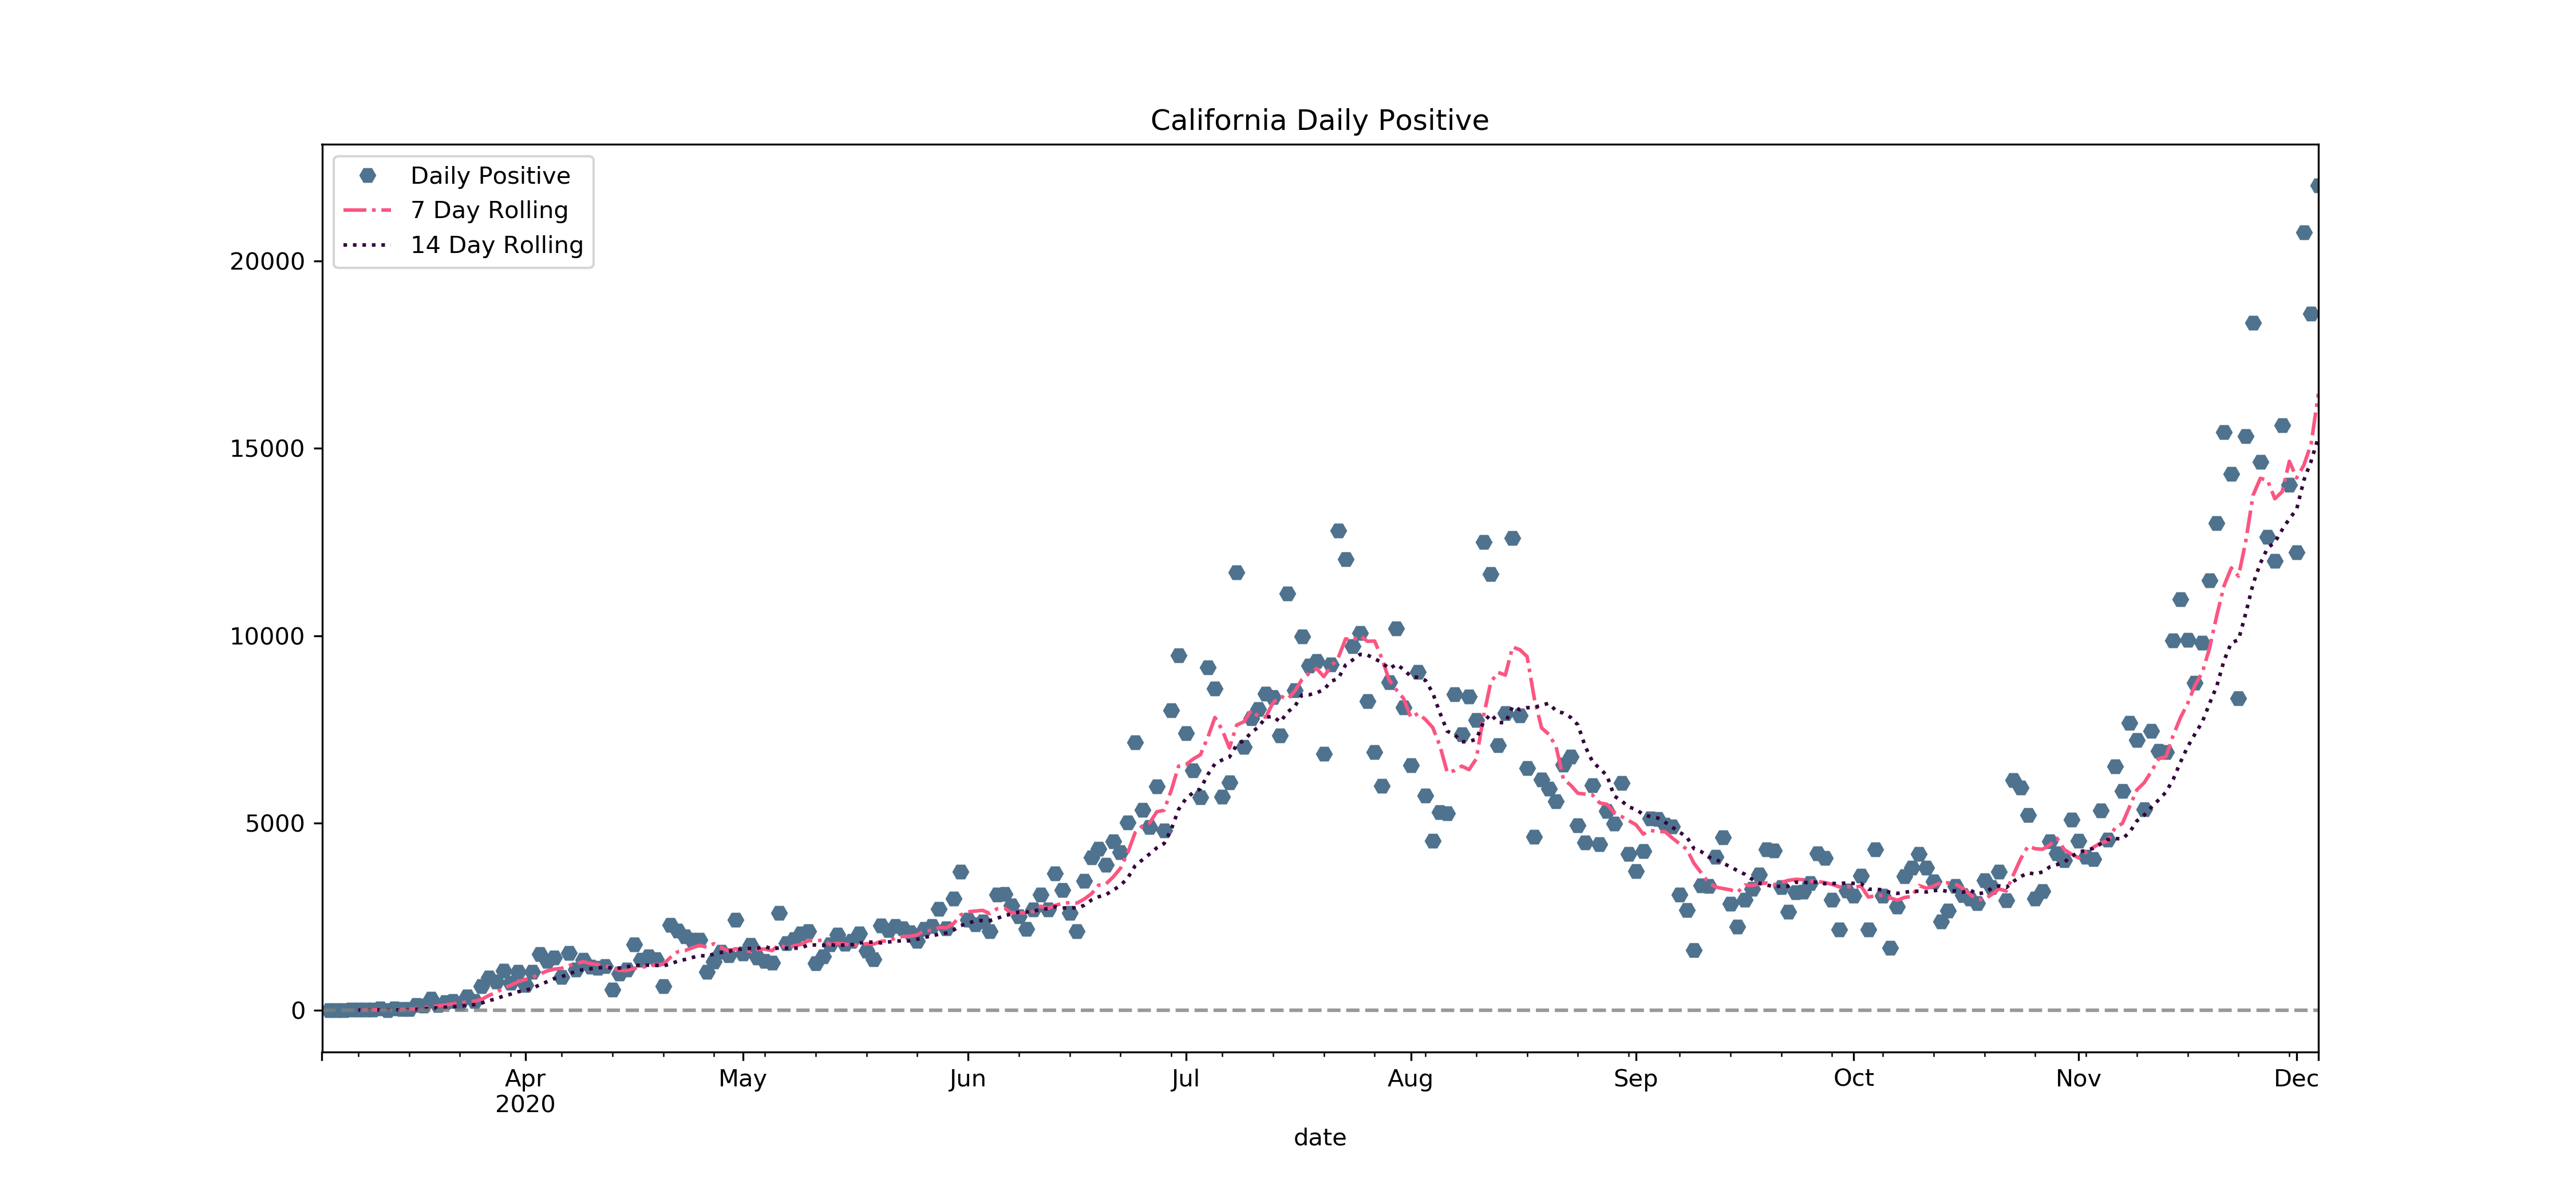 California Daily Positive
Daily Positive
7 Day Rolling
14 Day Rolling
20000
15000
10000
5000
0
Apr May Jun Jul Aug Sep Oct Nov Dec
2020
date